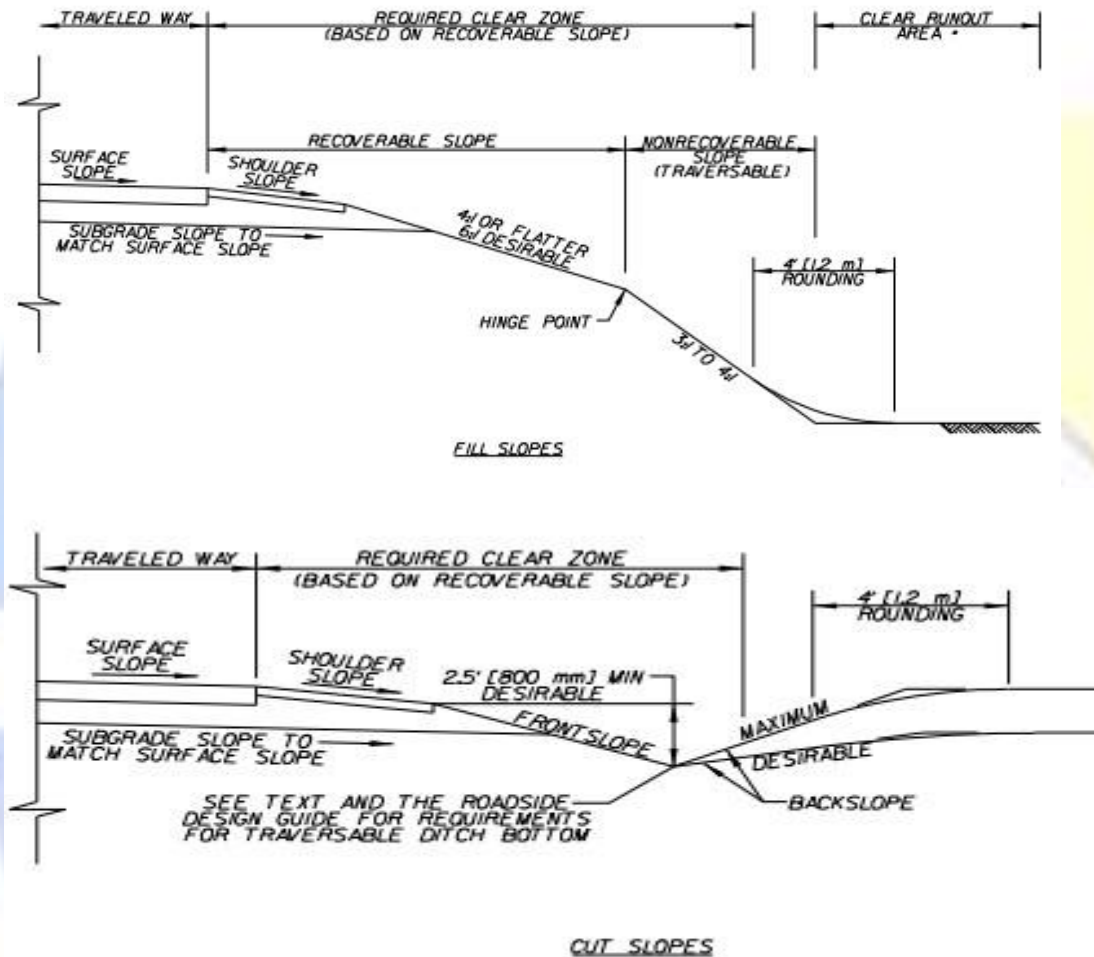 TRAVELED WAY
REQUIRED CLEAR ZONE
(BASED ON RECOVERABLE SLOPE)
CLEAR RUNOUT
AREA *
RECOVERABLE SLOPE
NONRECOVERABLE
SLOPE
(TRAVERSABLE)
SURFACE
SLOPE
SHOULDER
SLOPE
SUBGRADE SLOPE TO
MATCH SURFACE SLOPE
4:1 OR FLATTER
6:1 DESIRABLE
4' [1.2 m]
ROUNDING
HINGE POINT
3:1 TO 4:1
FILL SLOPES
TRAVELED WAY
REQUIRED CLEAR ZONE
(BASED ON RECOVERABLE SLOPE)
4' [1.2 m]
ROUNDING
SURFACE
SLOPE
SHOULDER
SLOPE
2.5' [800 mm] MIN
DESIRABLE
FRONTSLOPE
MAXIMUM
DESIRABLE
SUBGRADE SLOPE TO
MATCH SURFACE SLOPE
BACKSLOPE
SEE TEXT AND THE ROADSIDE
DESIGN GUIDE FOR REQUIREMENTS
FOR TRAVERSABLE DITCH BOTTOM
CUT SLOPES